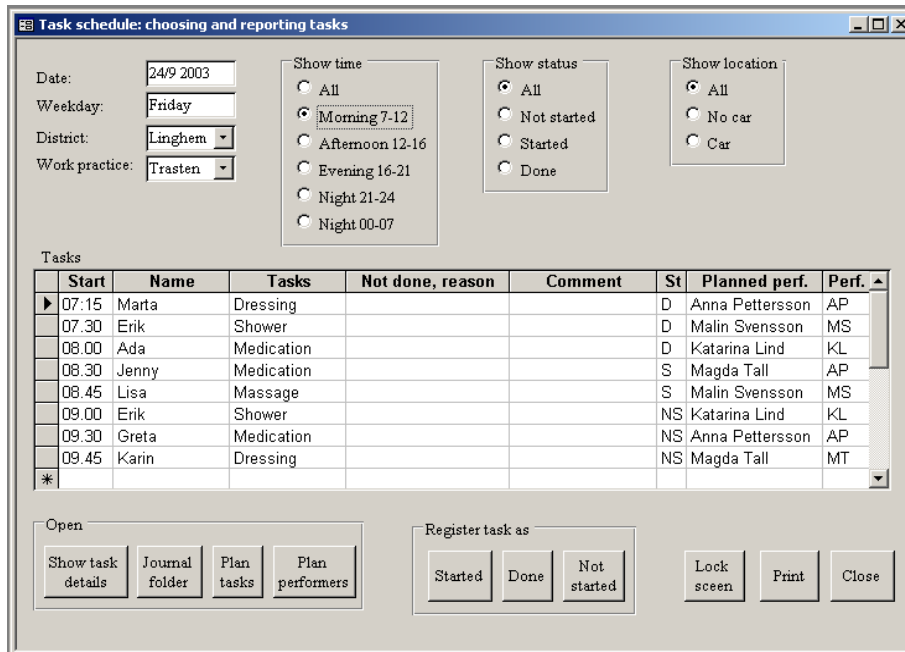 Task schedule: choosing and reporting tasks
Date: 24/9 2003
Weekday: Friday
District: Linghem
Work practice: Trasten
Show time
All
Morning 7-12
Afternoon 12-16
Evening 16-21
Night 21-24
Night 00-07
Show status
All
Not started
Started
Done
Show location
All
No car
Car
Tasks
Start Name Tasks Not done, reason Comment St Planned perf. Perf.
07:15 Marta Dressing D Anna Pettersson AP
07.30 Erik Shower D Malin Svensson MS
08.00 Ada Medication D Katarina Lind KL
08.30 Jenny Medication S Magda Tall AP
08.45 Lisa Massage S Malin Svensson MS
09.00 Erik Shower NS Katarina Lind KL
09.30 Greta Medication NS Anna Pettersson AP
09.45 Karin Dressing NS Magda Tall MT
Open
Show task details
Journal folder
Plan tasks
Plan performers
Register task as
Started
Done
Not started
Lock sceen
Print
Close